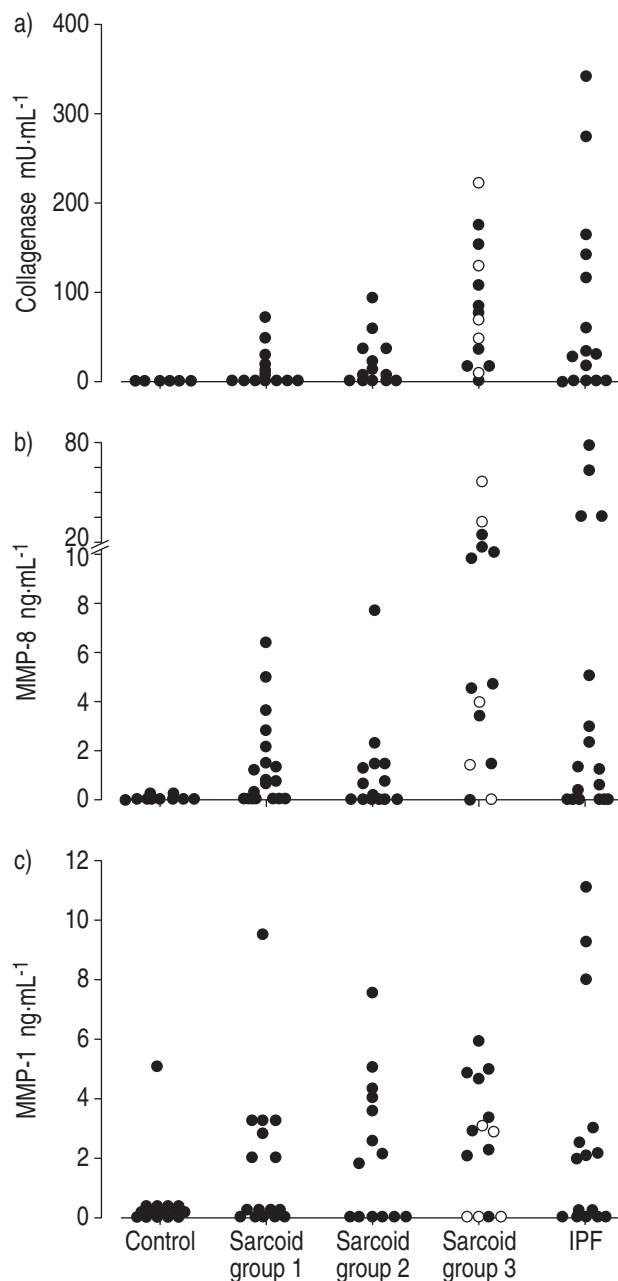 a)
400
300
200
100
0
Collagenase mU·mL-1
b)
80
20
10
8
6
4
2
0
MMP-8 ng·mL-1
c)
12
10
8
6
4
2
0
MMP-1 ng·mL-1
Control
Sarcoid
group 1
Sarcoid
group 2
Sarcoid
group 3
IPF